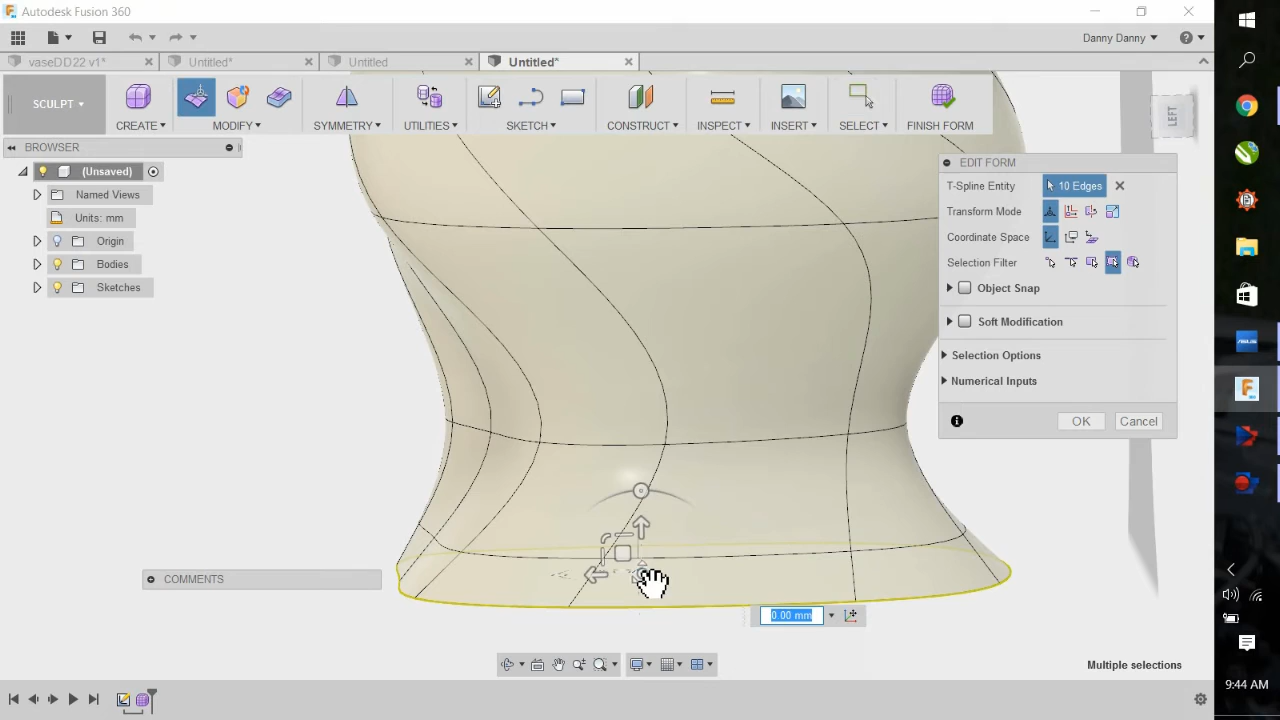 Autodesk Fusion 360
Danny Danny
vaseDD22 v1*
Untitled*
Untitled
Untitled*
SCULPT
CREATE
MODIFY
SYMMETRY
UTILITIES
SKETCH
CONSTRUCT
INSPECT
INSERT
SELECT
FINISH FORM
LEFT
BROWSER
(Unsaved)
Named Views
Units: mm
Origin
Bodies
Sketches
EDIT FORM
T-Spline Entity
10 Edges
Transform Mode
Coordinate Space
Selection Filter
Object Snap
Soft Modification
Selection Options
Numerical Inputs
OK
Cancel
COMMENTS
0.00 mm
Multiple selections
9:44 AM